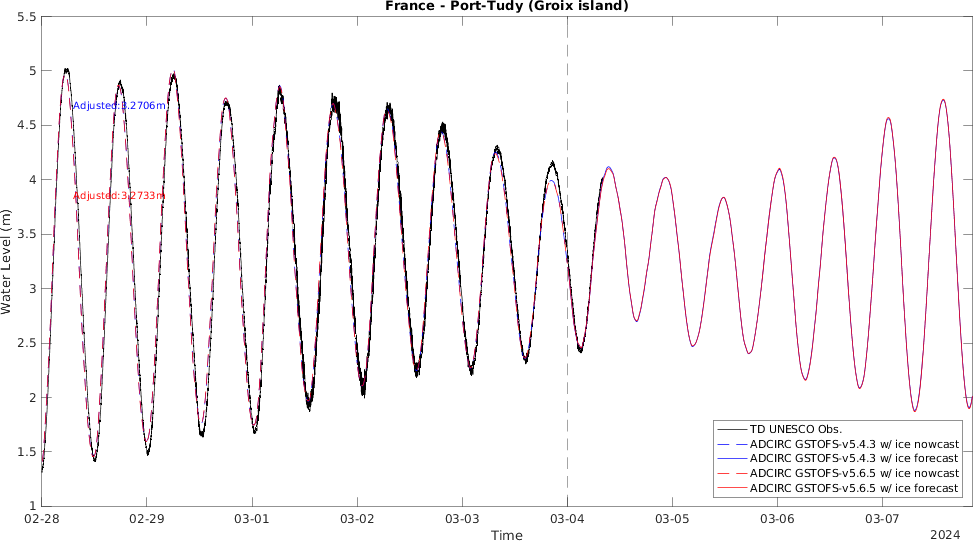 France - Port-Tudy (Groix island)
5.5
5
4.5
4
3.5
3
2.5
2
1.5
1
Water Level (m)
Adjusted:3.2706m
Adjusted:3.2733m
TD UNESCO Obs.
ADCIRC GSTOFS-v5.4.3 w/ ice nowcast
ADCIRC GSTOFS-v5.4.3 w/ ice forecast
ADCIRC GSTOFS-v5.6.5 w/ ice nowcast
ADCIRC GSTOFS-v5.6.5 w/ ice forecast
02-28 02-29 03-01 03-02 03-03 03-04 03-05 03-06 03-07
Time
2024